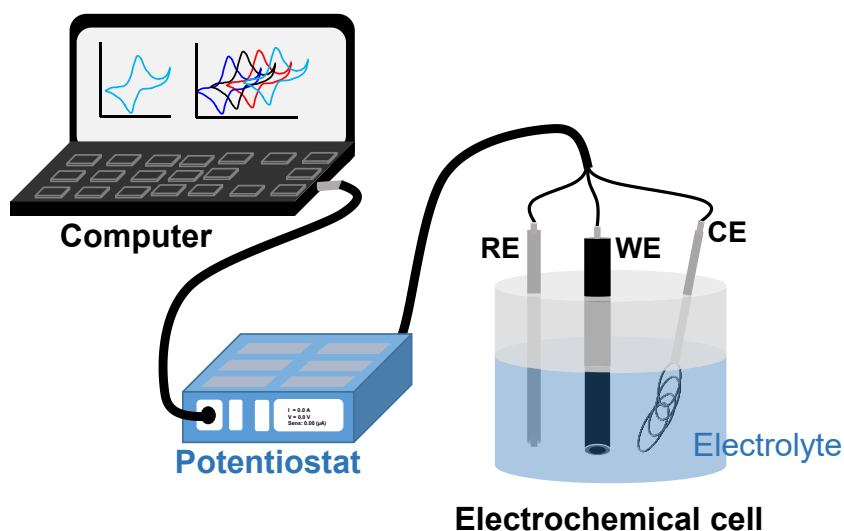 Computer
RE
WE
CE
I = 0.0 A
V = 0.0 V
Sens: 0.00 (µA)
Potentiostat
Electrolyte
Electrochemical cell